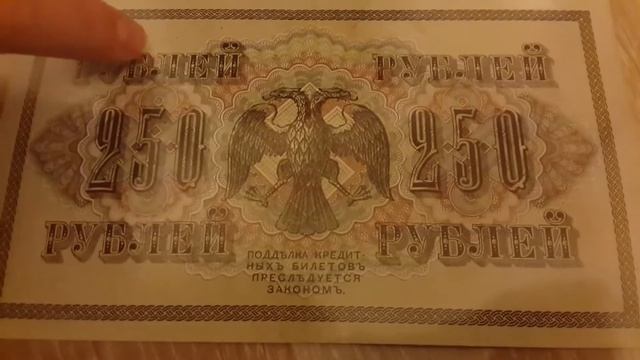 РУБЛЕЙ РУБЛЕЙ
250 250
РУБЛЕЙ РУБЛЕЙ
ПОДДѢЛКА КРЕДИТ-
НЫХЪ БИЛЕТОВЪ
ПРЕСЛѢДУЕТСЯ
ЗАКОНОМЪ.